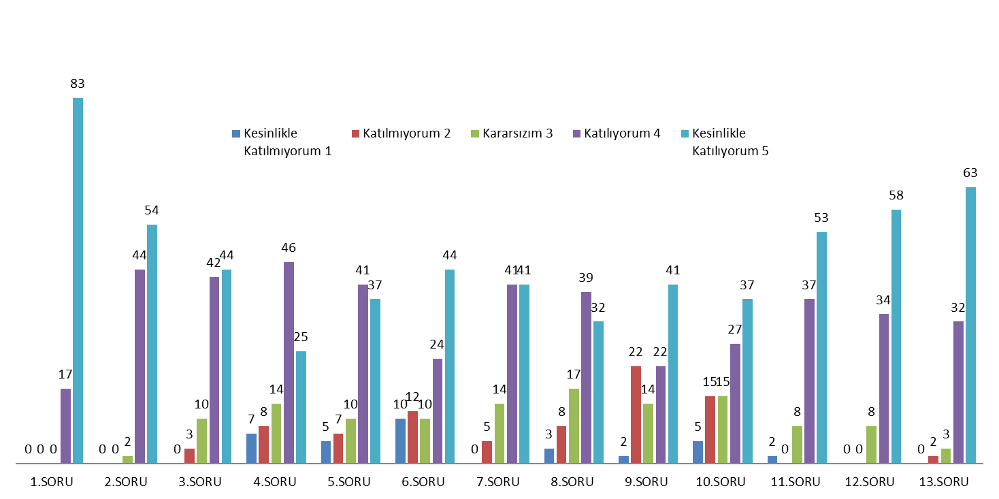 Kesinlikle Katılmıyorum 1
Katılmıyorum 2
Kararsızım 3
Katılıyorum 4
Kesinlikle Katılıyorum 5
0 0 0 17 83
0 0 2 44 54
0 3 10 42 44
7 8 14 46 25
5 7 10 41 37
10 12 10 24 44
0 5 14 41 41
3 8 17 39 32
2 22 14 22 41
5 15 15 27 37
2 0 8 37 53
0 0 8 34 58
0 2 3 32 63
1.SORU 2.SORU 3.SORU 4.SORU 5.SORU 6.SORU 7.SORU 8.SORU 9.SORU 10.SORU 11.SORU 12.SORU 13.SORU